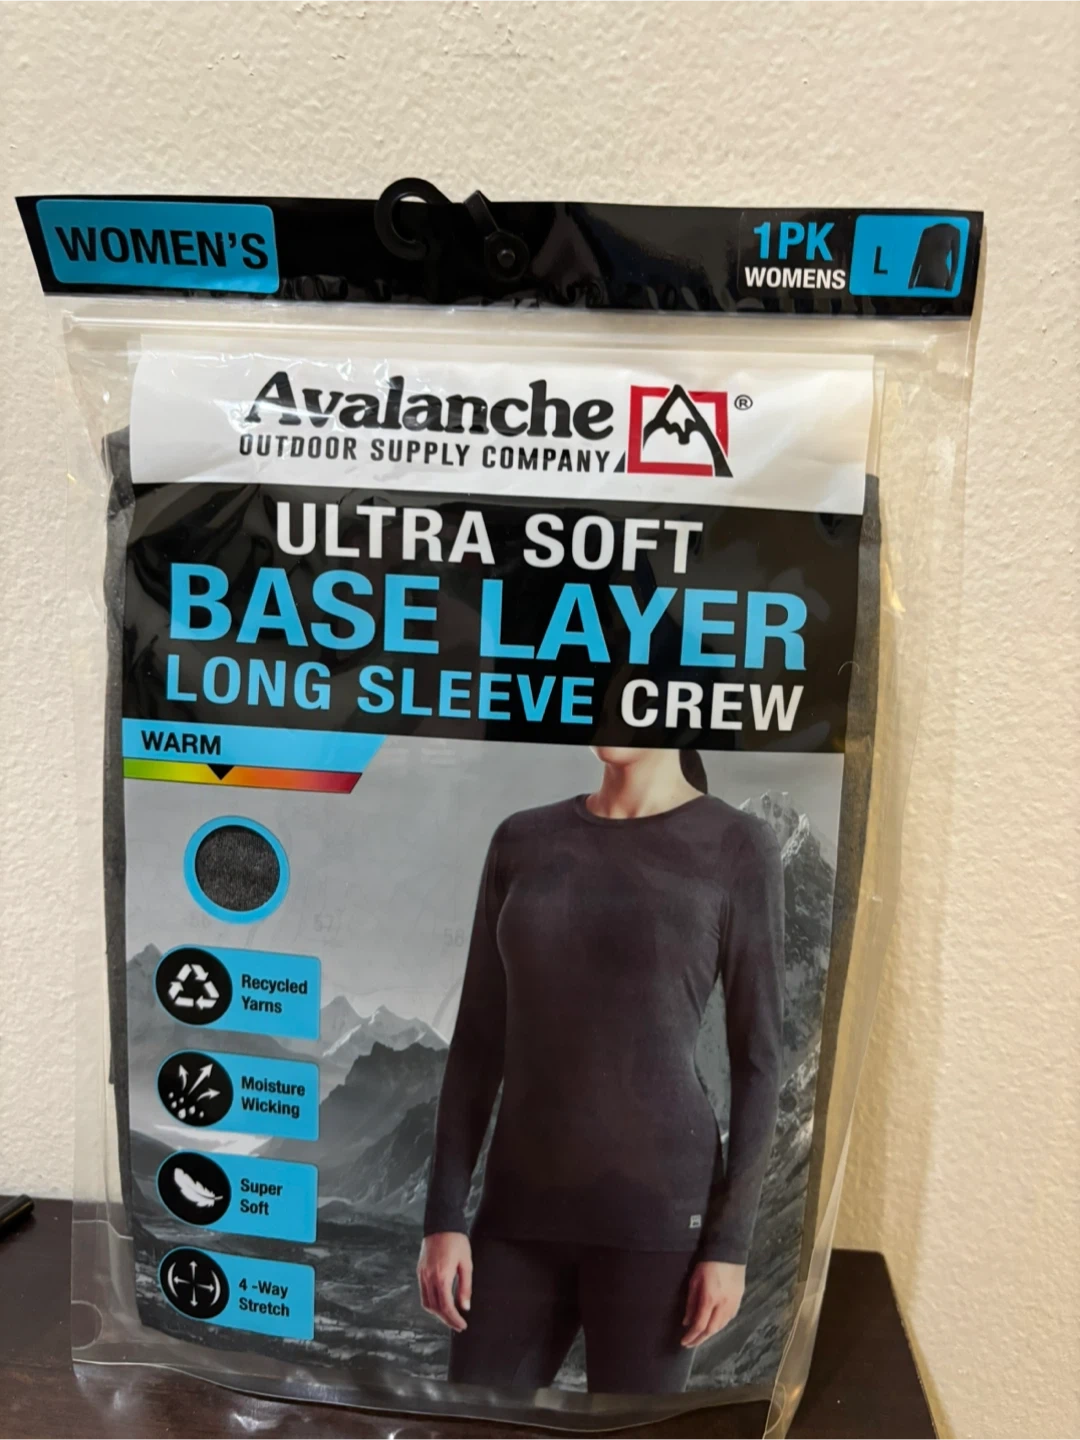 WOMEN'S
1PK
WOMENS
L
Avalanche
OUTDOOR SUPPLY COMPANY
®
ULTRA SOFT
BASE LAYER
LONG SLEEVE CREW
WARM
Recycled
Yarns
Moisture
Wicking
Super
Soft
4 -Way
Stretch